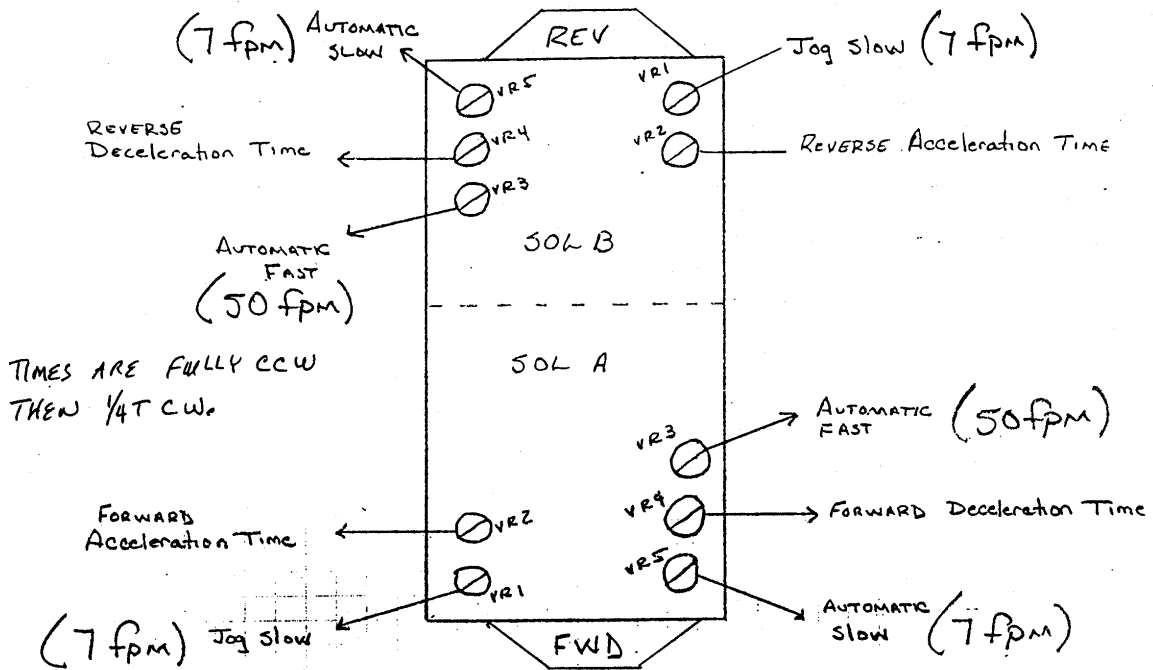 REV
(7 fpm) AUTOMATIC
SLOW
VR5
VR1
Jog Slow (7 fpm)
REVERSE
Deceleration Time
VR4
VR2
REVERSE Acceleration Time
VR3
AUTOMATIC
FAST
(50 fpm)
SOL B
TIMES ARE FULLY CCW
THEN 1/4T CW.
SOL A
VR3
AUTOMATIC
FAST (50 fpm)
FORWARD
Acceleration Time
VR2
VR4
FORWARD Deceleration Time
VR1
VR5
(7 fpm) Jog Slow
AUTOMATIC
SLOW (7 fpm)
FWD